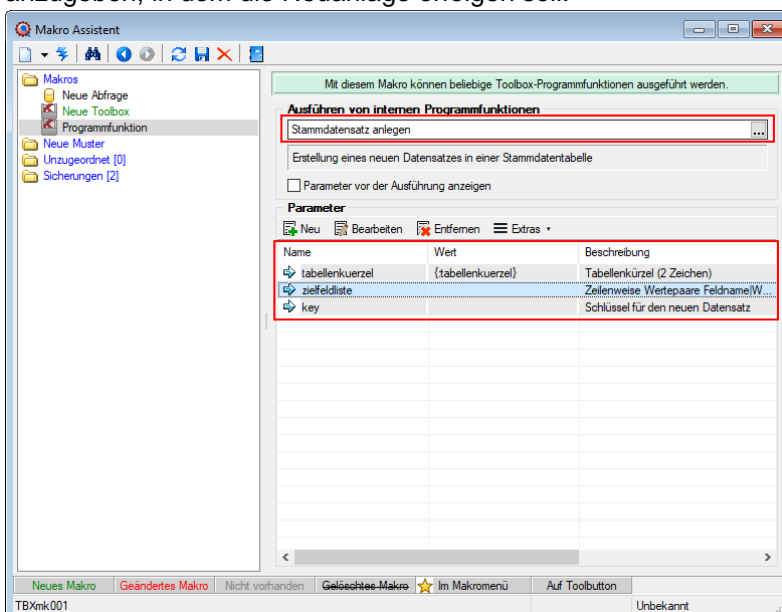 anzugeben, in dem die Neuanlage erfolgen soll.
Makro Assistent
Makros
Neue Abfrage
Neue Toolbox
Programmfunktion
Neue Muster
Unzugeordnet [0]
Sicherungen [2]
Mit diesem Makro können beliebige Toolbox-Programmfunktionen ausgeführt werden.
Ausführen von internen Programmfunktionen
Stammdatensatz anlegen ...
Erstellung eines neuen Datensatzes in einer Stammdatentabelle
Parameter vor der Ausführung anzeigen
Parameter
Neu Bearbeiten Entfernen Extras
Name Wert Beschreibung
tabellenkuerzel {:tabellenkuerzel} Tabellenkürzel (2 Zeichen)
zielfeldliste Zeilenweise Wertepaare Feldname|W...
key Schlüssel für den neuen Datensatz
Neues Makro Geändertes Makro Nicht vorhanden Gelöschtes Makro Im Makromenü Auf Toolbutton
TBXmk001 Unbekannt